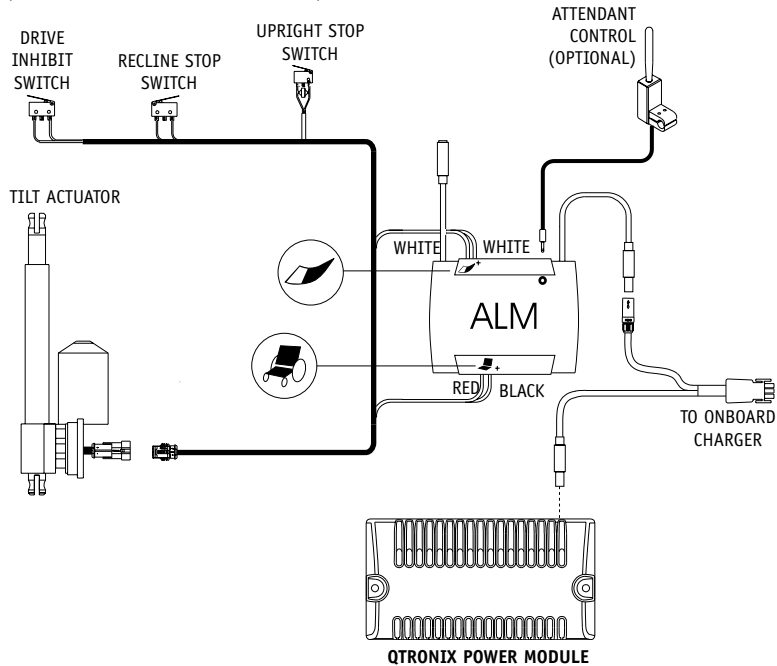 ATTENDANT
CONTROL
(OPTIONAL)
UPRIGHT STOP
SWITCH
DRIVE
INHIBIT
SWITCH
RECLINE STOP
SWITCH
TILT ACTUATOR
WHITE
WHITE
+
ALM
+
RED
BLACK
TO ONBOARD
CHARGER
QTRONIX POWER MODULE